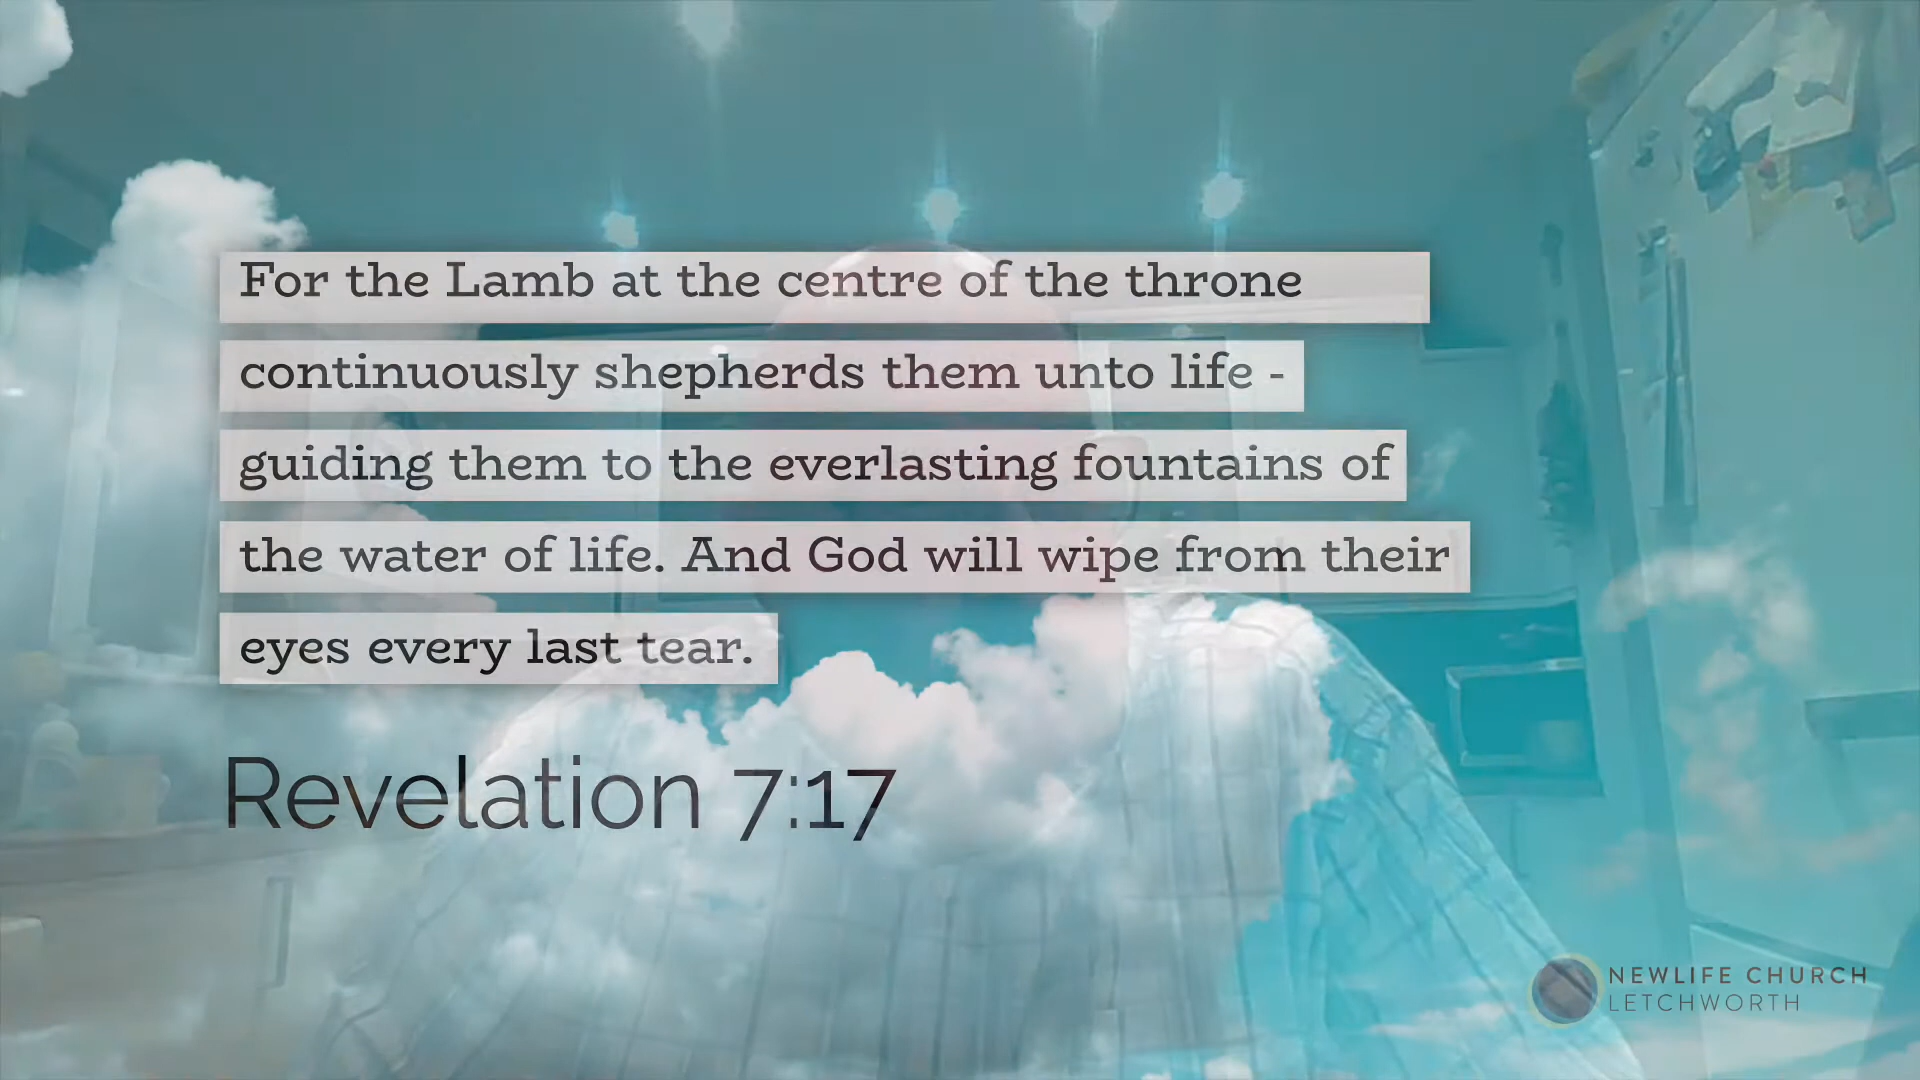 For the Lamb at the centre of the throne
continuously shepherds them unto life -
guiding them to the everlasting fountains of
the water of life. And God will wipe from their
eyes every last tear.
Revelation 7:17
NEWLIFE CHURCH
LETCHWORTH